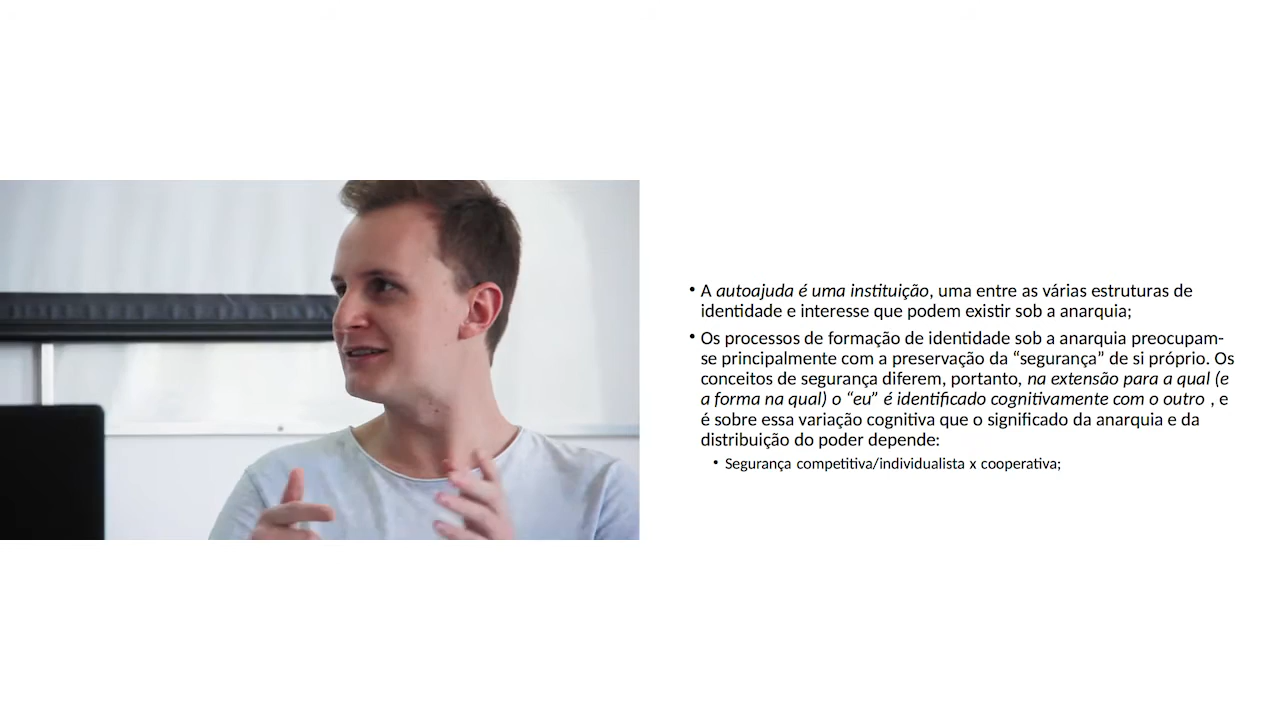 • A autoajuda é uma instituição, uma entre as várias estruturas de
identidade e interesse que podem existir sob a anarquia;
• Os processos de formação de identidade sob a anarquia preocupam-
se principalmente com a preservação da “segurança” de si próprio. Os
conceitos de segurança diferem, portanto, na extensão para a qual (e
a forma na qual) o “eu” é identificado cognitivamente com o outro , e
é sobre essa variação cognitiva que o significado da anarquia e da
distribuição do poder depende:
• Segurança competitiva/individualista x cooperativa;